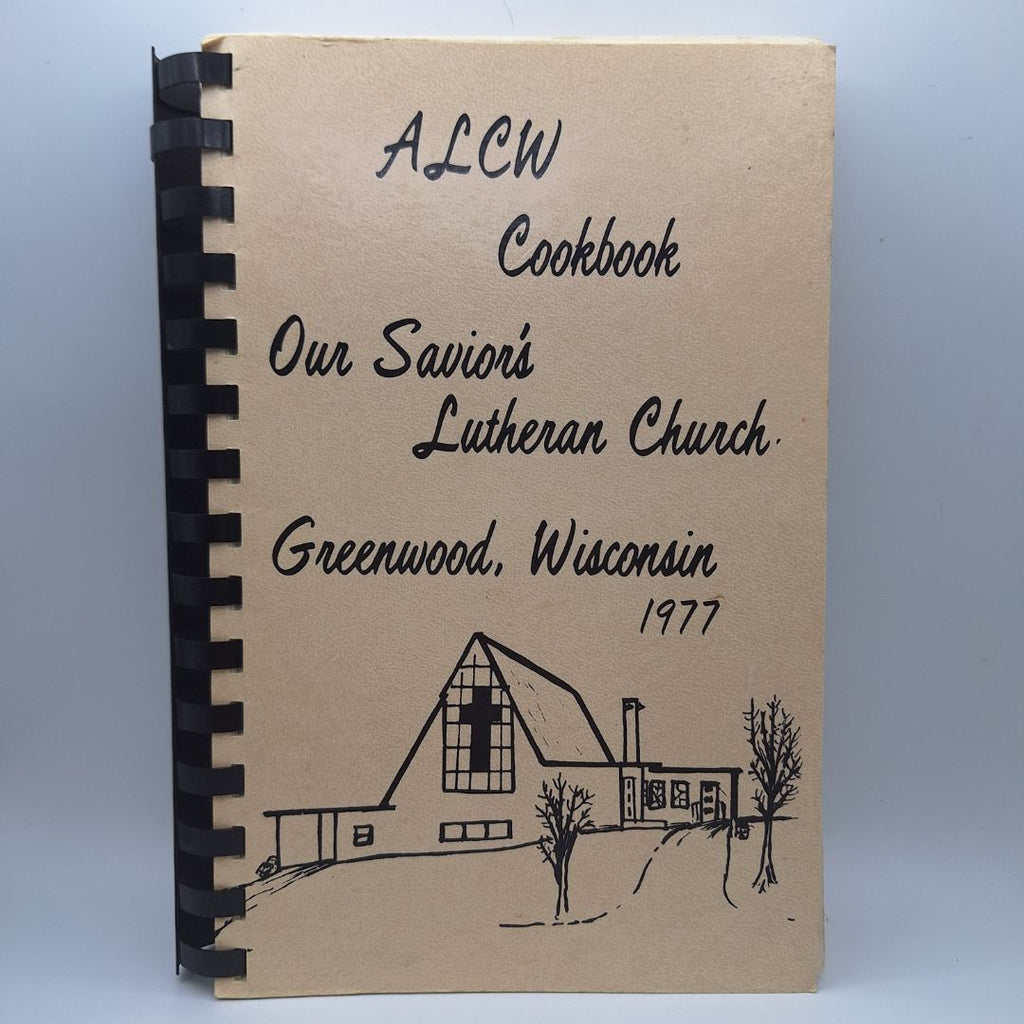 ALCW
Cookbook
Our Savior's
Lutheran Church.
Greenwood, Wisconsin
1977